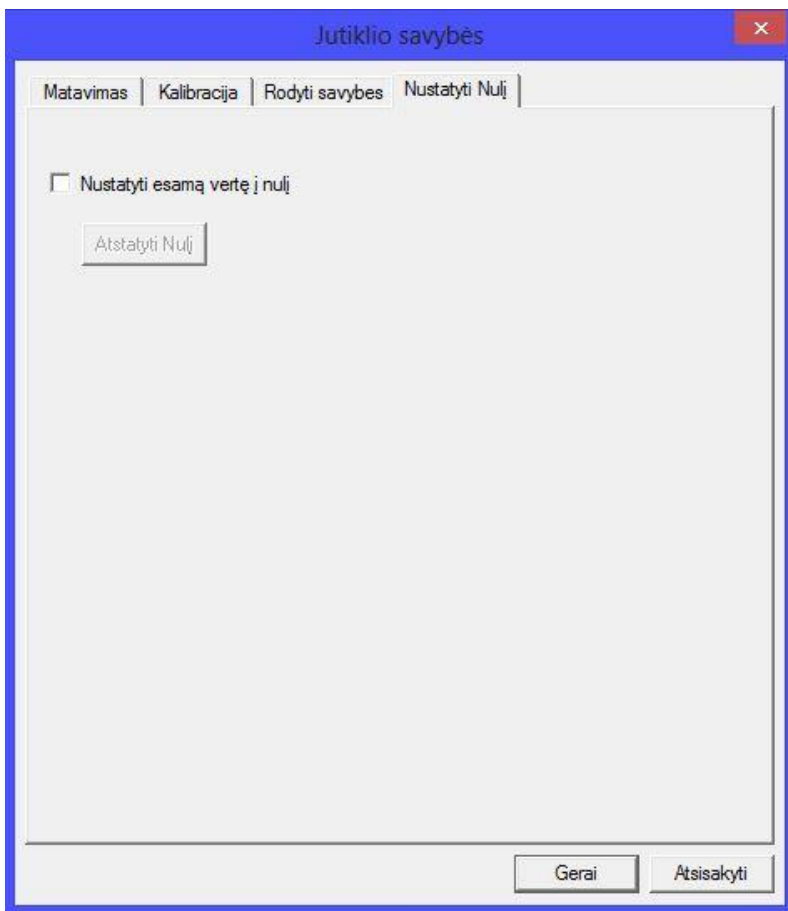 Jutiklio savybės
Matavimas Kalibracija Rodyti savybes Nustatyti Nulį
Nustatyti esamą vertę į nulį
Atstatyti Nulį
Gerai Atsisakyti